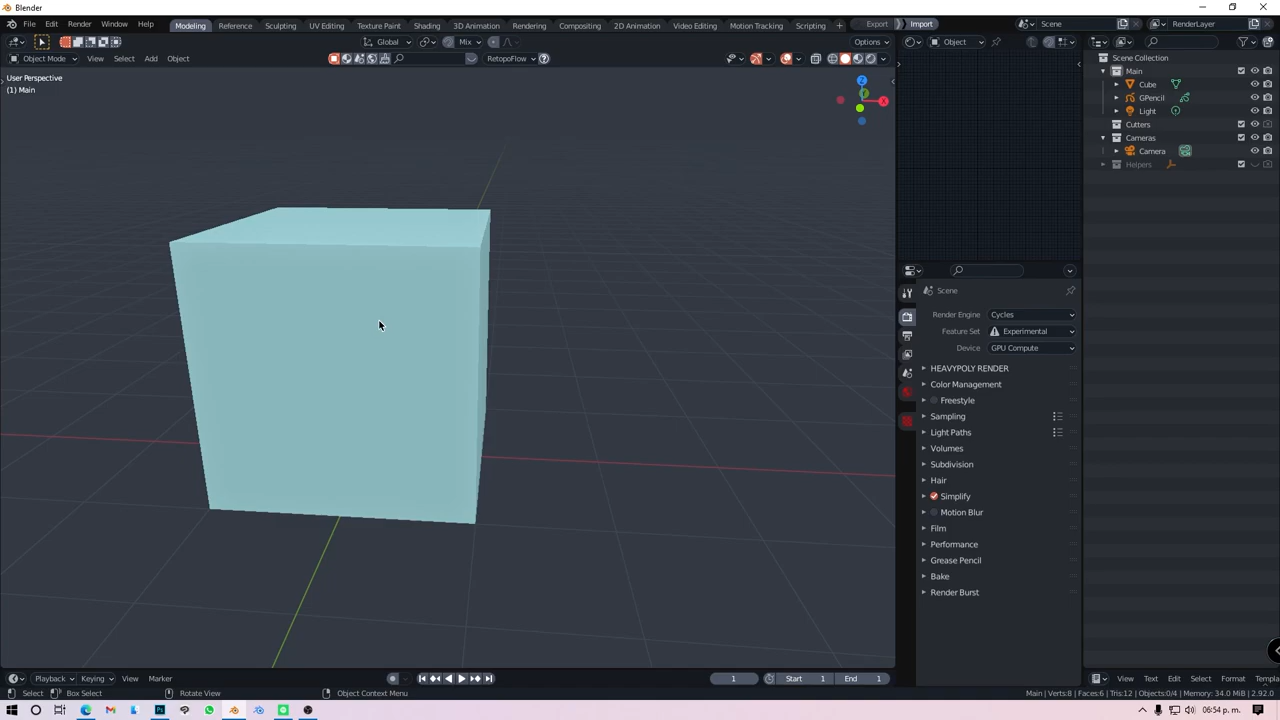 Blender
File Edit Render Window Help Modeling Reference Sculpting UV Editing Texture Paint Shading 3D Animation Rendering Compositing 2D Animation Video Editing Motion Tracking Scripting Export Import Scene RenderLayer
Global Mix Options Object
Object Mode View Select Add Object RetopoFlow
User Perspective
(1) Main
Z
X
Scene Collection
Main
Cube
GPencil
Light
Cutters
Cameras
Camera
Helpers
Scene
Render Engine Cycles
Feature Set Experimental
Device GPU Compute
HEAVYPOLY RENDER
Color Management
Freestyle
Sampling
Light Paths
Volumes
Subdivision
Hair
Simplify
Motion Blur
Film
Performance
Grease Pencil
Bake
Render Burst
Playback Keying View Marker 1 Start 1 End 1 View Text Edit Select Format Templa
Select Box Select Rotate View Object Context Menu Main | Verts:8 | Faces:6 | Tris:12 | Objects:0/4 | Memory: 34.0 MiB | 2.92.0
06:54 p. m.